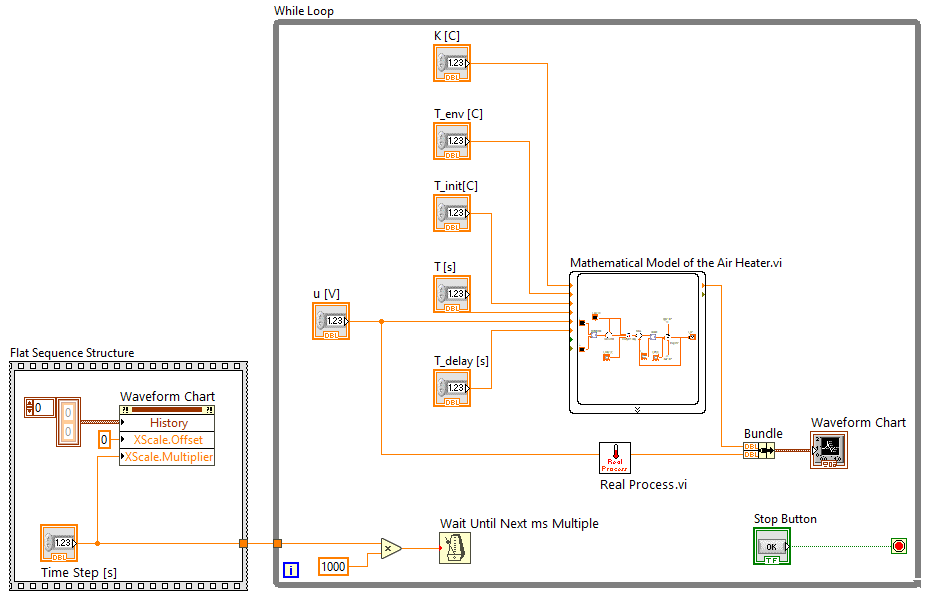 While Loop
K [C]
1.23
DBL
T_env [C]
1.23
DBL
T_init[C]
1.23
DBL
T [s]
1.23
DBL
Mathematical Model of the Air Heater.vi
u [V]
1.23
DBL
T_delay [s]
1.23
DBL
Flat Sequence Structure
Waveform Chart
0
0
0
?! ?!
History
0
XScale.Offset
XScale.Multiplier
Waveform Chart
Bundle
DBL
DBL
Real
Process
Real Process.vi
1.23
DBL
Time Step [s]
Wait Until Next ms Multiple
x
1000
i
Stop Button
OK
TF